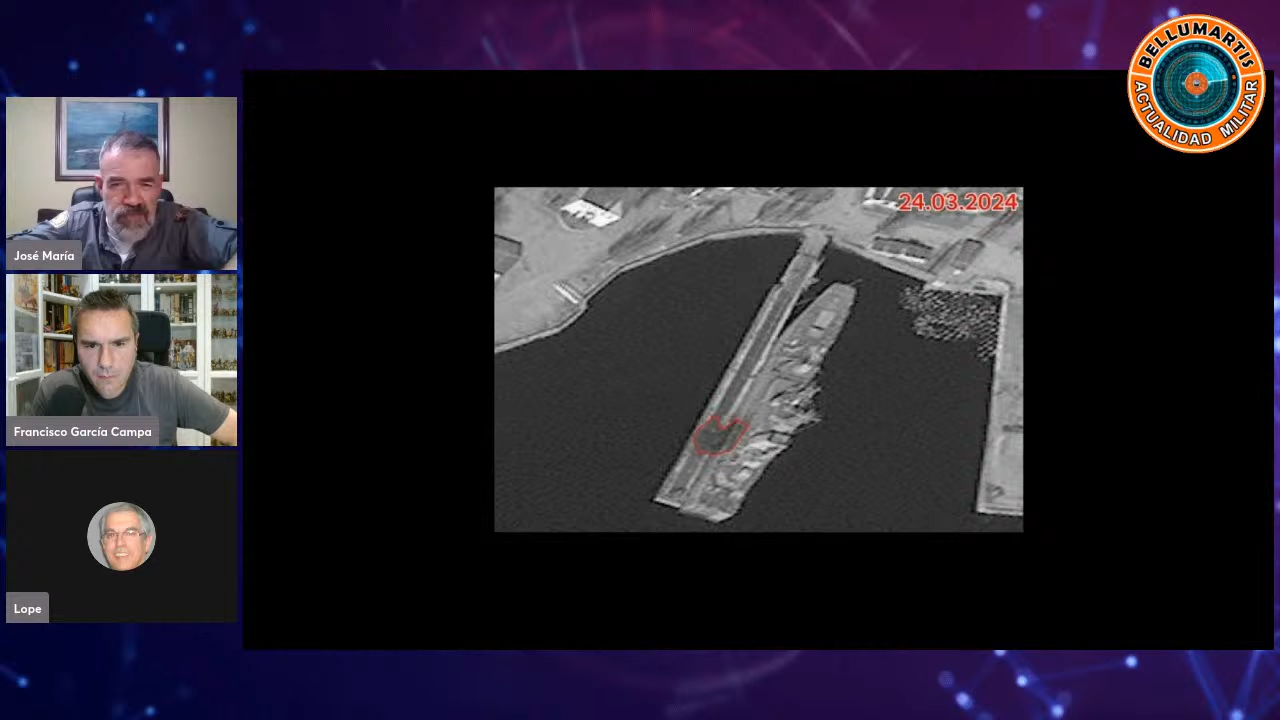 BELLUMARTIS
ACTUALIDAD MILITAR
24.03.2024
José María
Francisco García Campa
Lope